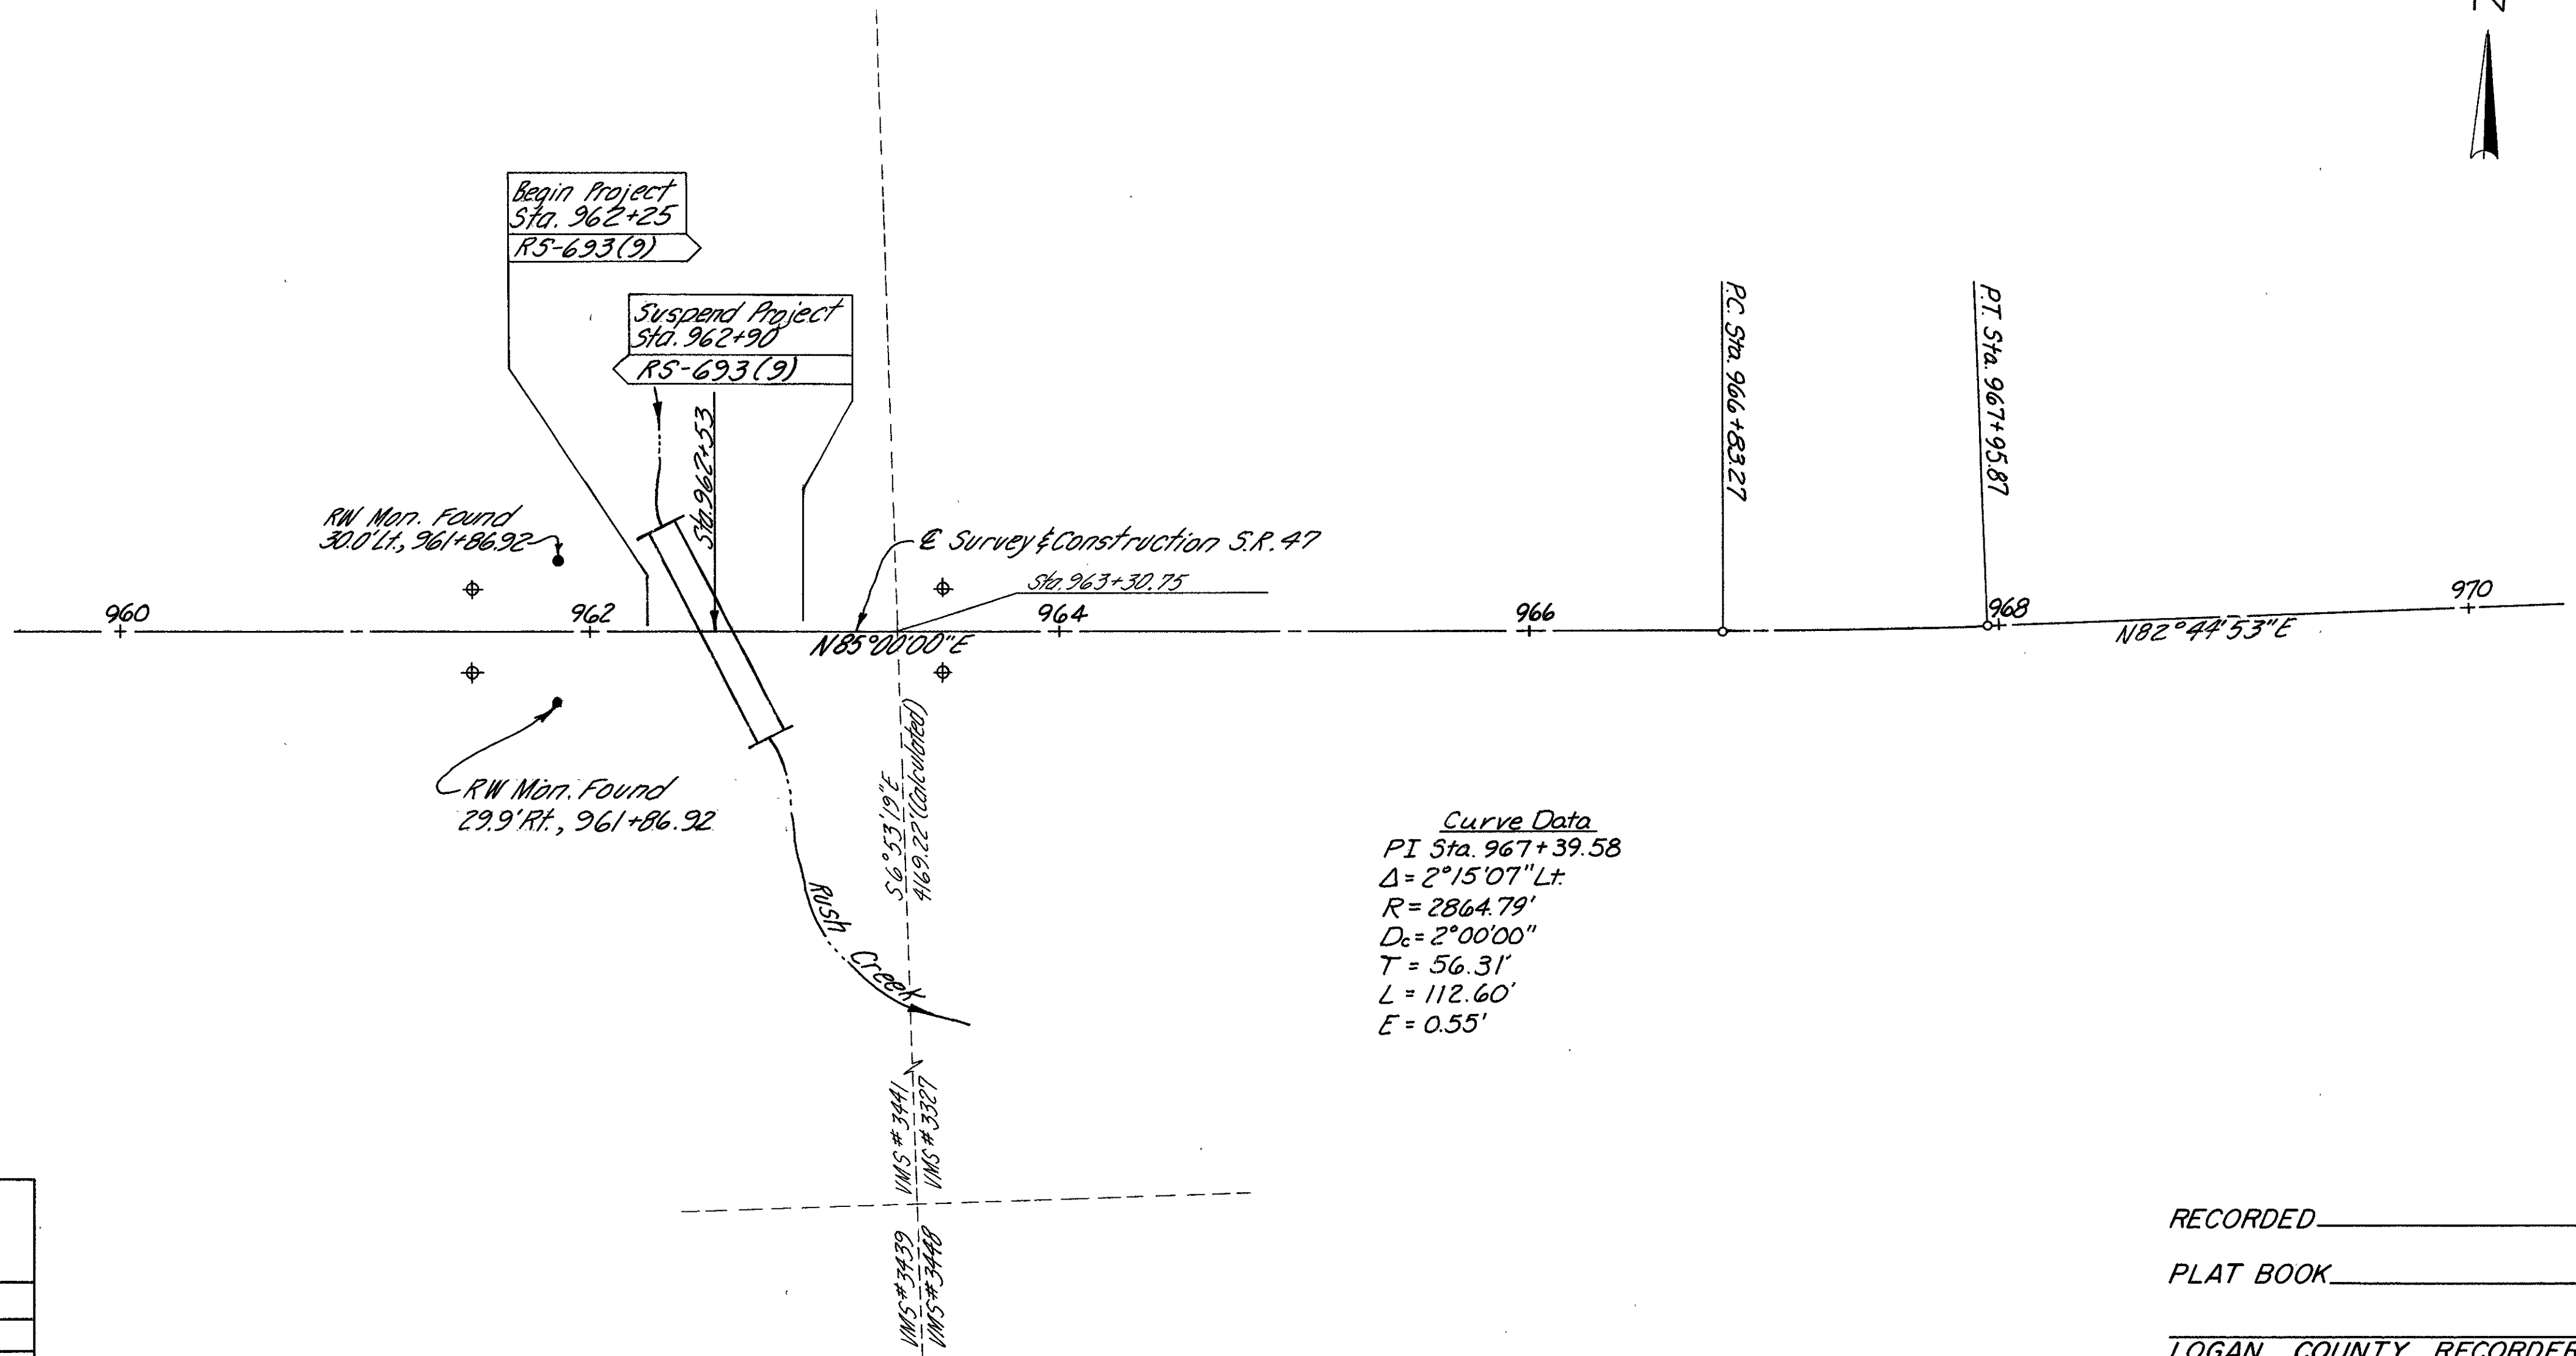 N
Begin Project
Sta. 962+25
RS-693(9)
Suspend Project
Sta. 962+90
RS-693(9)
Sta. 962+53
P.C. Sta. 966+83.27
P.T. Sta. 967+95.87
RW Mon. Found
30.0'Lt., 961+86.92
℄ Survey & Construction S.R. 47
Sta. 963+30.75
960
962
964
966
968
970
N85°00'00"E
N82°44'53"E
RW Mon. Found
29.9'Rt., 961+86.92
S6°53'19"E
4169.22'(Calculated)
Rush Creek
Curve Data
PI Sta. 967+39.58
Δ = 2°15'07" Lt.
R = 2864.79'
Dc = 2°00'00"
T = 56.31'
L = 112.60'
E = 0.55'
VMS # 3441
VMS # 3327
VMS # 3439
VMS # 3448
RECORDED
PLAT BOOK
LOGAN COUNTY RECORDER